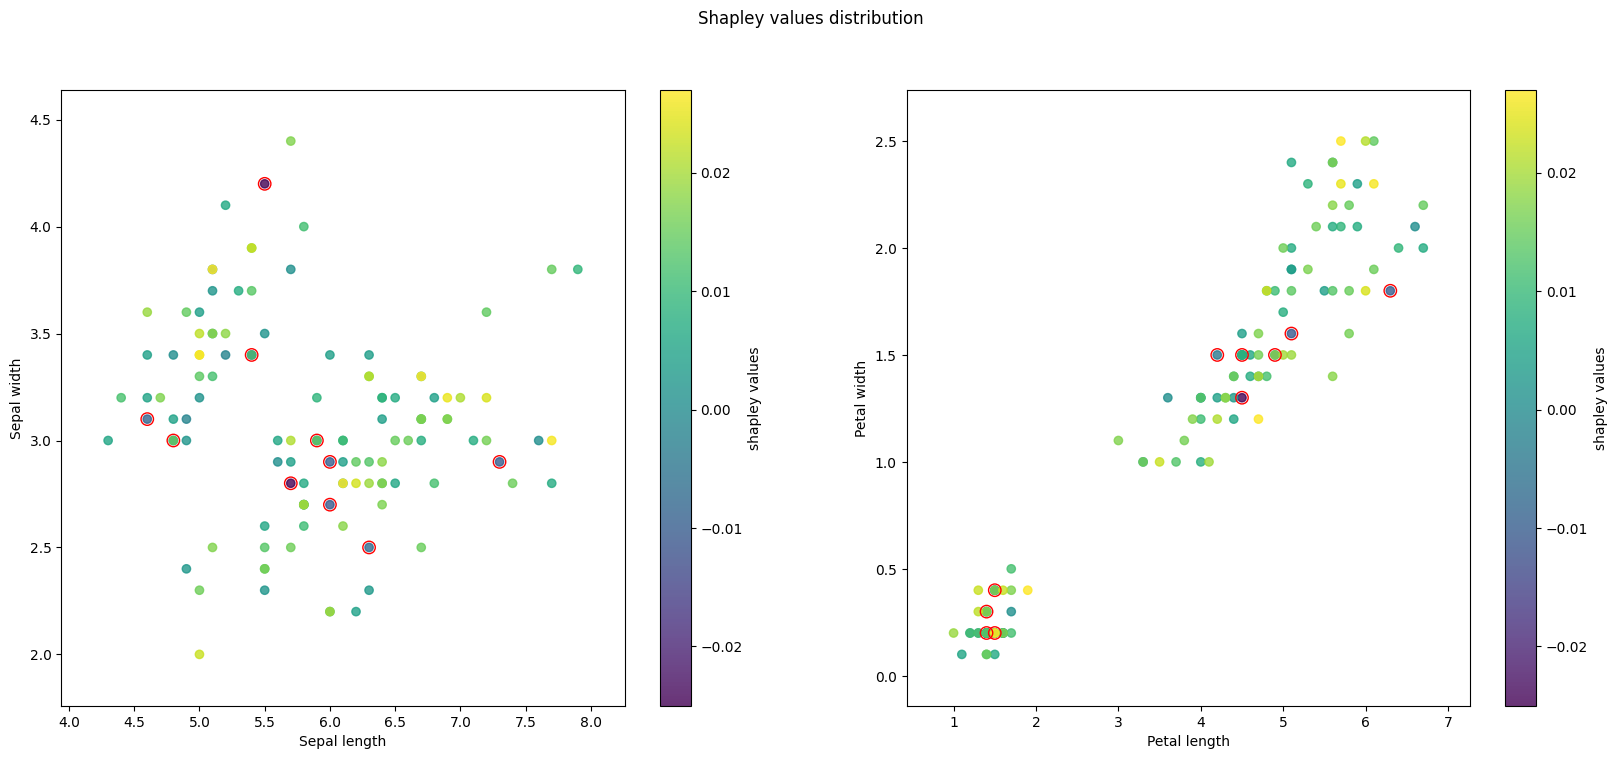 Shapley values distribution
4.5
4.0
3.5
3.0
2.5
2.0
Sepal width
4.0 4.5 5.0 5.5 6.0 6.5 7.0 7.5 8.0
Sepal length
0.02
0.01
0.00
−0.01
−0.02
shapley values
2.5
2.0
1.5
1.0
0.5
0.0
Petal width
1 2 3 4 5 6 7
Petal length
0.02
0.01
0.00
−0.01
−0.02
shapley values